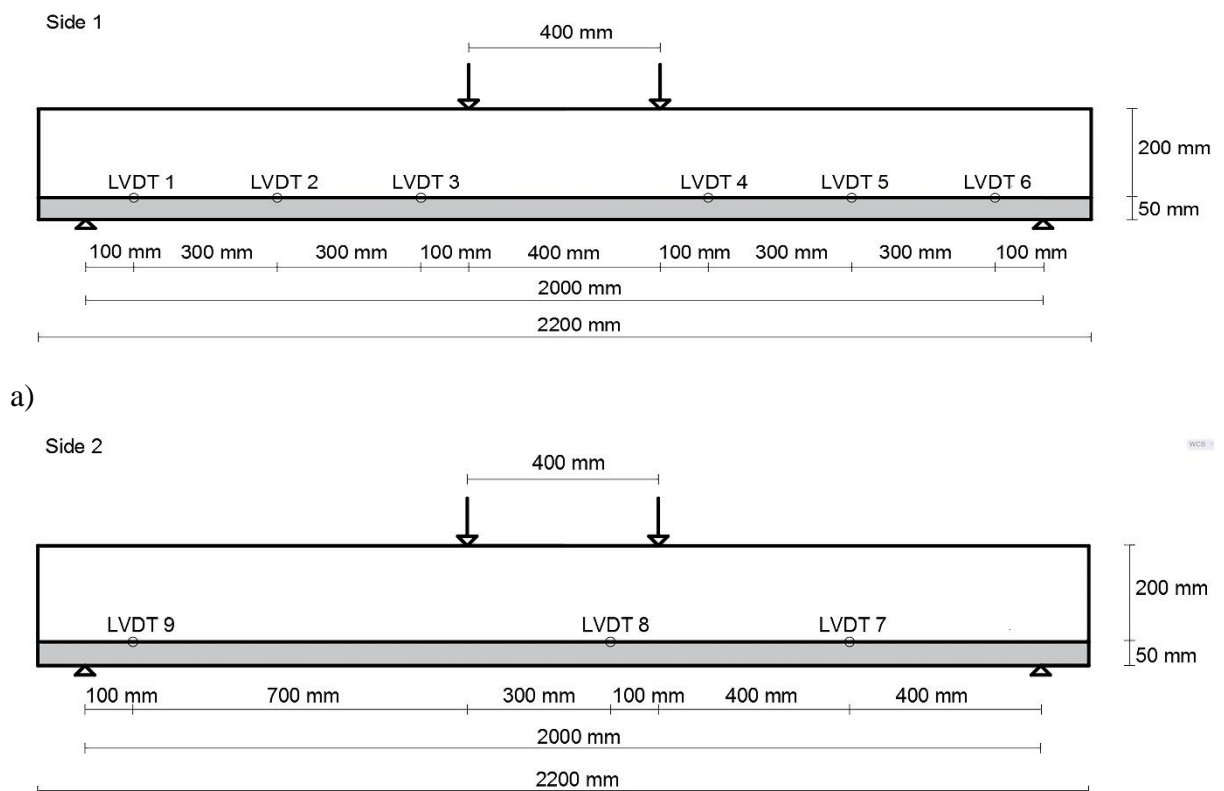 Side 1
400 mm
200 mm
LVDT 1 LVDT 2 LVDT 3 LVDT 4 LVDT 5 LVDT 6
50 mm
100 mm 300 mm 300 mm 100 mm 400 mm 100 mm 300 mm 300 mm 100 mm
2000 mm
2200 mm
a)
Side 2
WCS
400 mm
200 mm
LVDT 9 LVDT 8 LVDT 7
50 mm
100 mm 700 mm 300 mm 100 mm 400 mm 400 mm
2000 mm
2200 mm